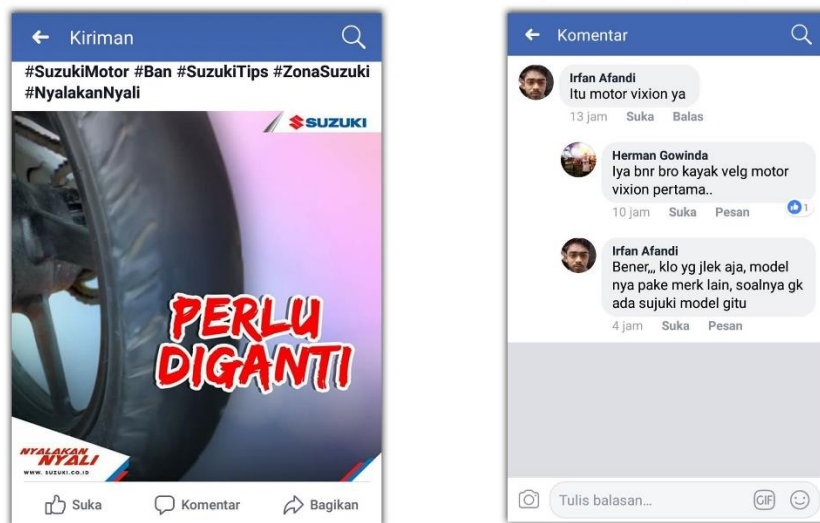 Kiriman
#SuzukiMotor #Ban #SuzukiTips #ZonaSuzuki
#NyalakanNyali
SUZUKI
PERLU
DIGANTI
NYALAKAN
NYALI
WWW. SUZUKI.CO.ID
Suka Komentar Bagikan
Komentar
Irfan Afandi
Itu motor vixion ya
13 jam Suka Balas
Herman Gowinda
Iya bnr bro kayak velg motor
vixion pertama..
10 jam Suka Pesan 1
Irfan Afandi
Bener,,, klo yg jlek aja, model
nya pake merk lain, soalnya gk
ada sujuki model gitu
4 jam Suka Pesan
Tulis balasan... GIF